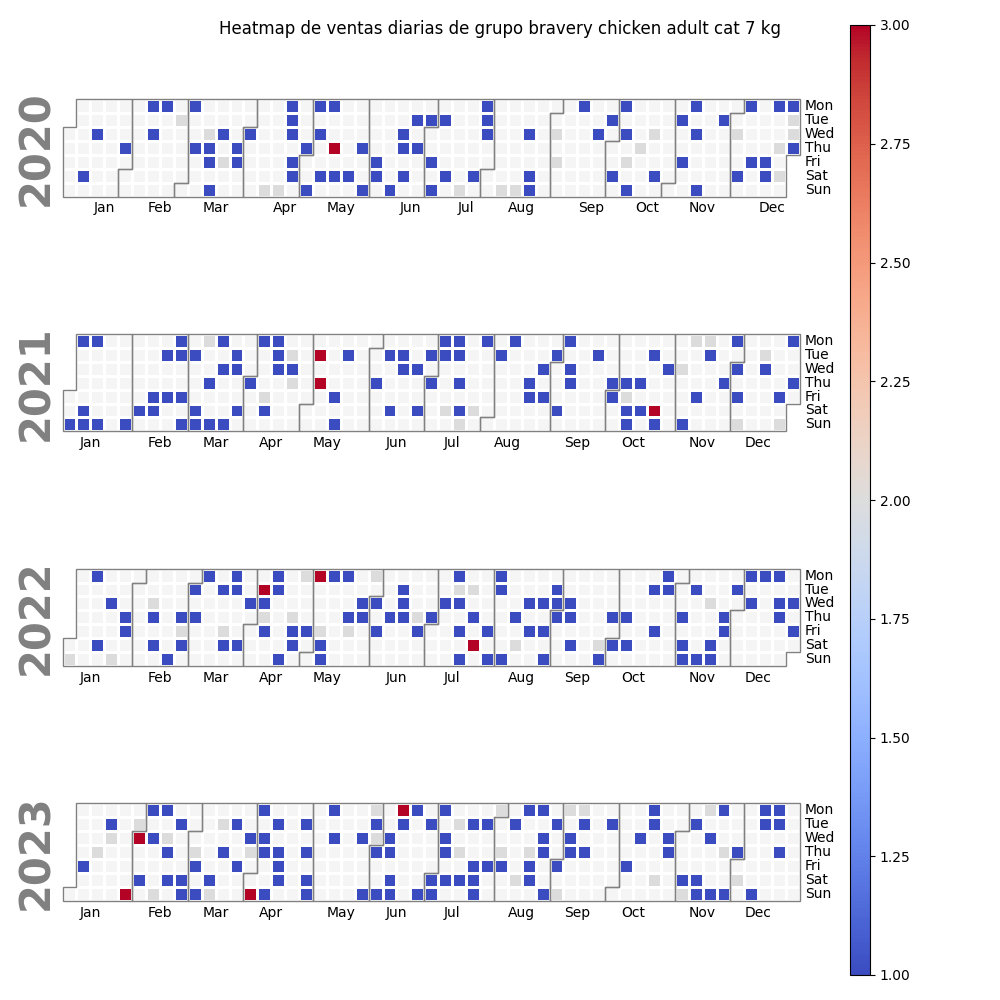 Heatmap de ventas diarias de grupo bravery chicken adult cat 7 kg
2020
Mon
Tue
Wed
Thu
Fri
Sat
Sun
Jan Feb Mar Apr May Jun Jul Aug Sep Oct Nov Dec
2021
Mon
Tue
Wed
Thu
Fri
Sat
Sun
Jan Feb Mar Apr May Jun Jul Aug Sep Oct Nov Dec
2022
Mon
Tue
Wed
Thu
Fri
Sat
Sun
Jan Feb Mar Apr May Jun Jul Aug Sep Oct Nov Dec
2023
Mon
Tue
Wed
Thu
Fri
Sat
Sun
Jan Feb Mar Apr May Jun Jul Aug Sep Oct Nov Dec
3.00
2.75
2.50
2.25
2.00
1.75
1.50
1.25
1.00